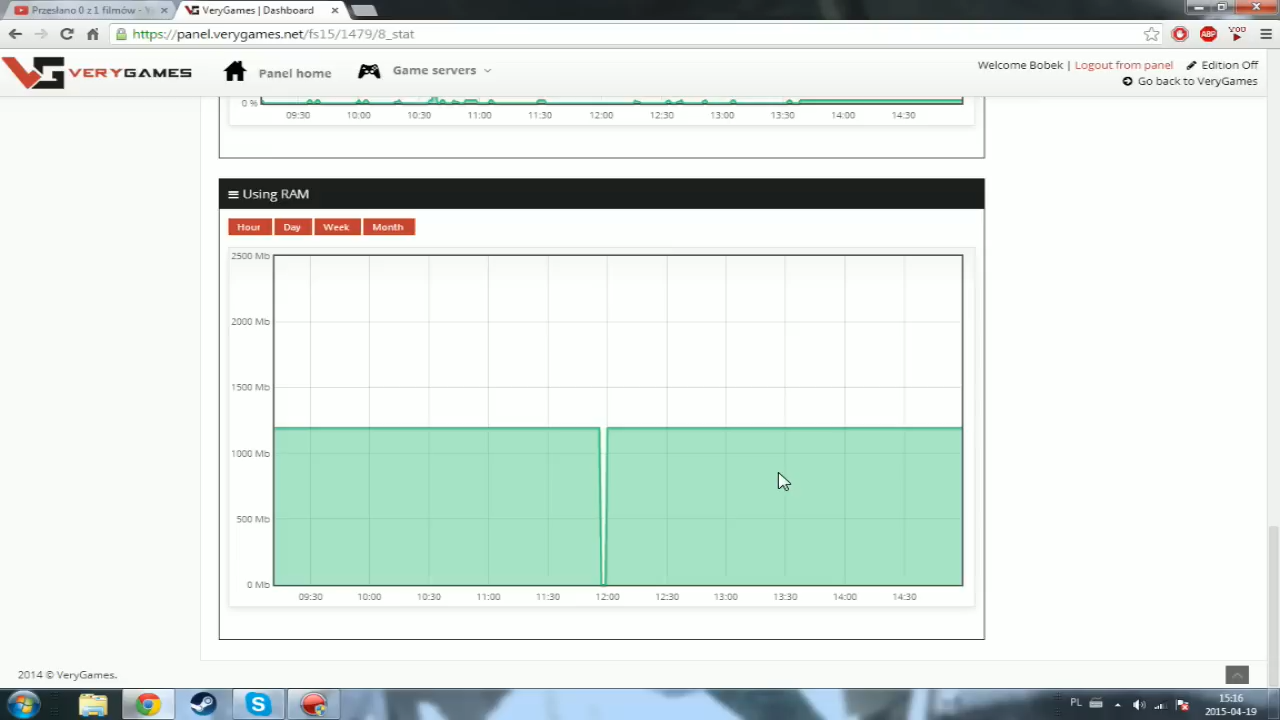 Przesłano 0 z 1 filmów -
VeryGames | Dashboard
https://panel.verygames.net/fs15/1479/8_stat
ABP
VERYGAMES
Panel home
Game servers
Welcome Bobek | Logout from panel
Edition Off
Go back to VeryGames
0 %
09:30 10:00 10:30 11:00 11:30 12:00 12:30 13:00 13:30 14:00 14:30
Using RAM
Hour Day Week Month
2500 Mb
2000 Mb
1500 Mb
1000 Mb
500 Mb
0 Mb
09:30 10:00 10:30 11:00 11:30 12:00 12:30 13:00 13:30 14:00 14:30
2014 © VeryGames.
PL
15:16
2015-04-19